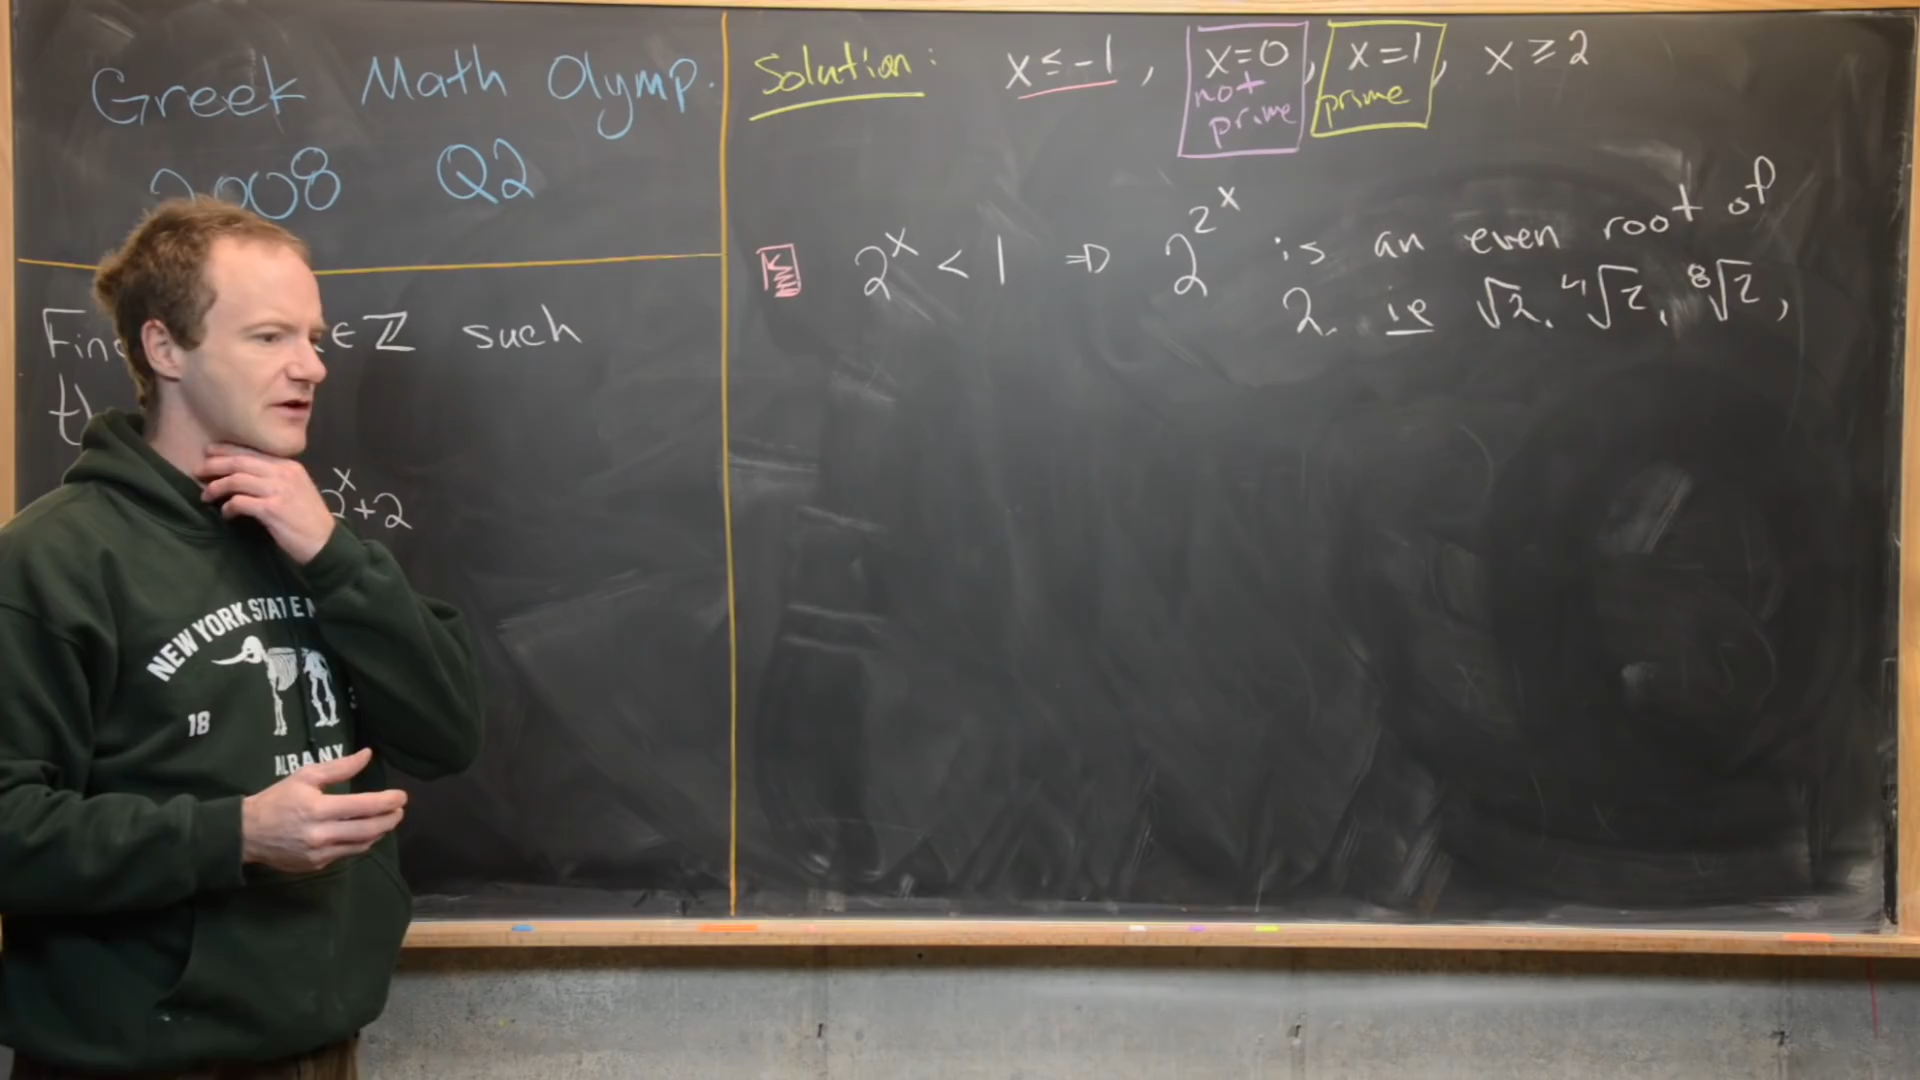 Greek Math Olymp.
2008 Q2
∈ ℤ such
2^x+2
Solution: x ≤ -1, x=0, x=1, x ≥ 2
not prime
prime
2^x < 1 ⇒ 2^{2^x} is an even root of
2. ie √2, ⁴√2, ⁸√2,
NEW YORK STATE
18
ALBANY